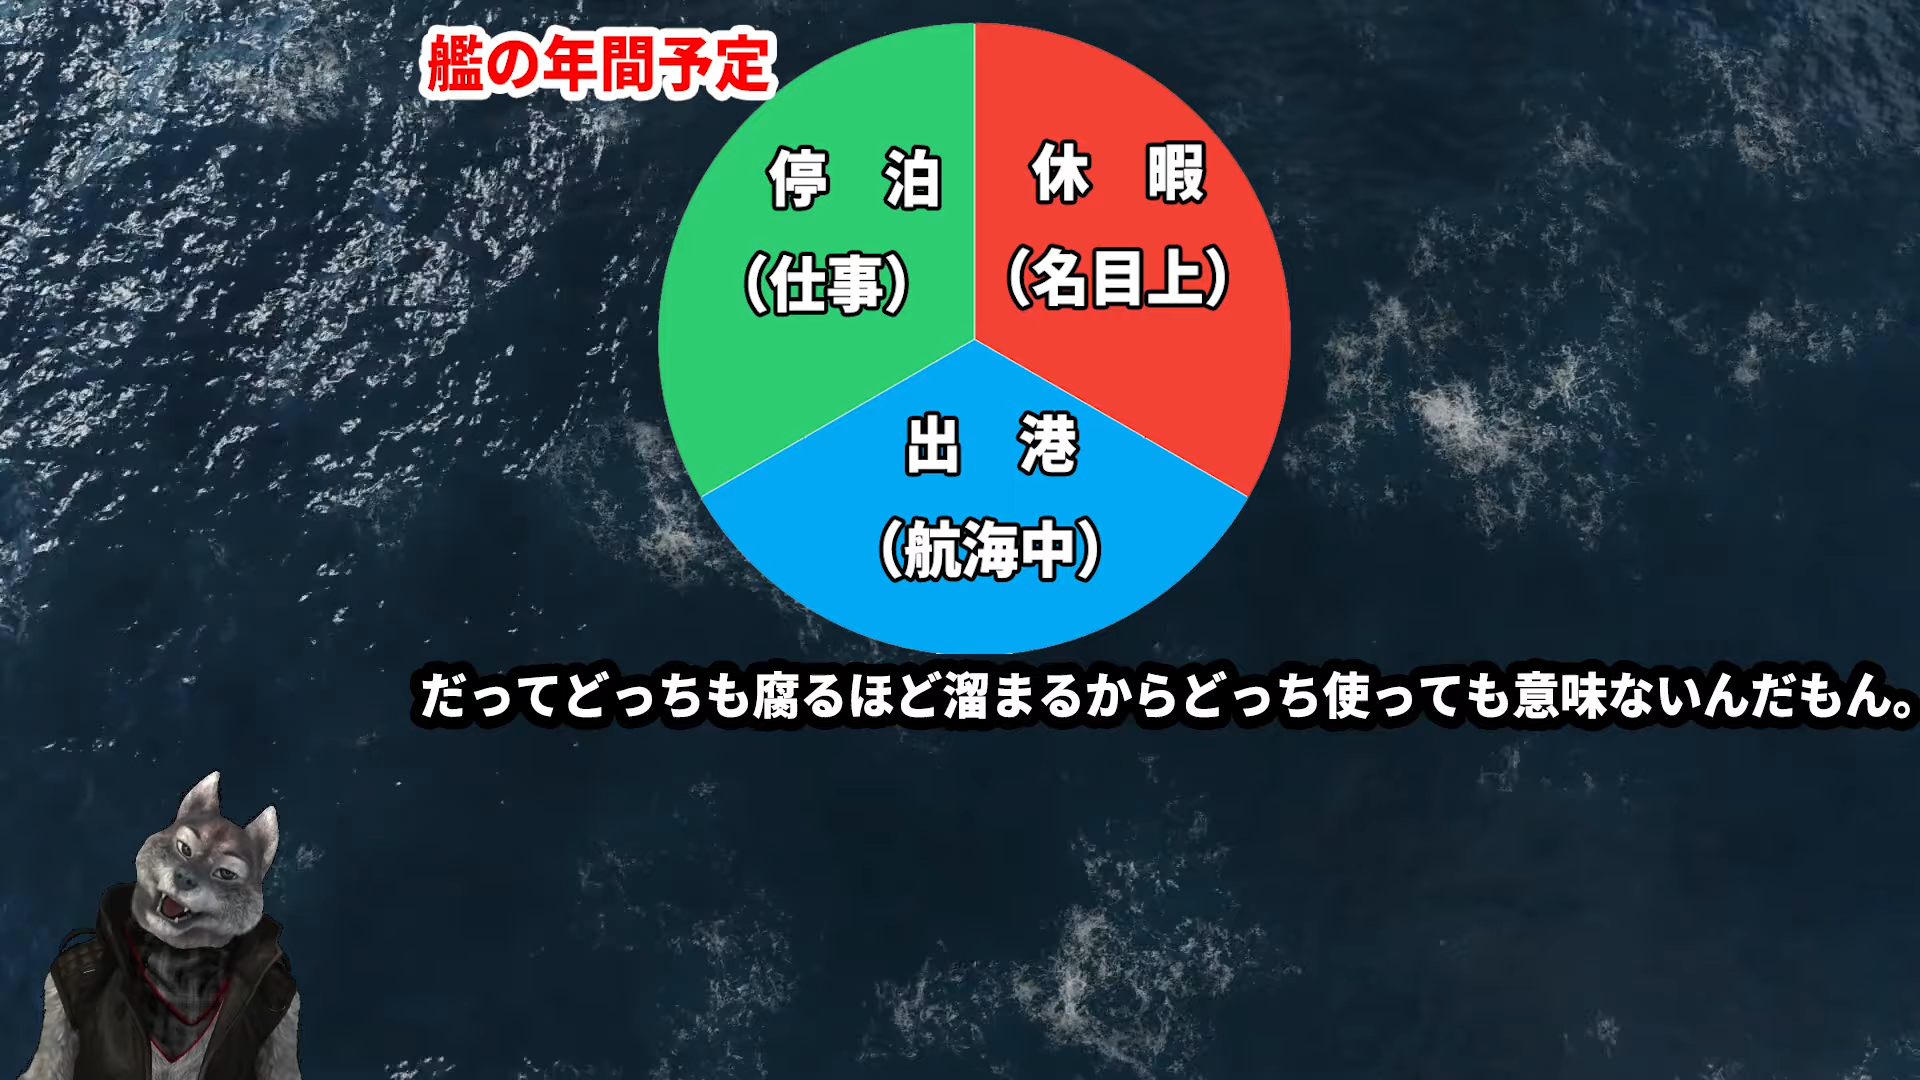 艦の年間予定
停　泊
（仕事）
休　暇
（名目上）
出　港
（航海中）
だってどっちも腐るほど溜まるからどっち使っても意味ないんだもん。